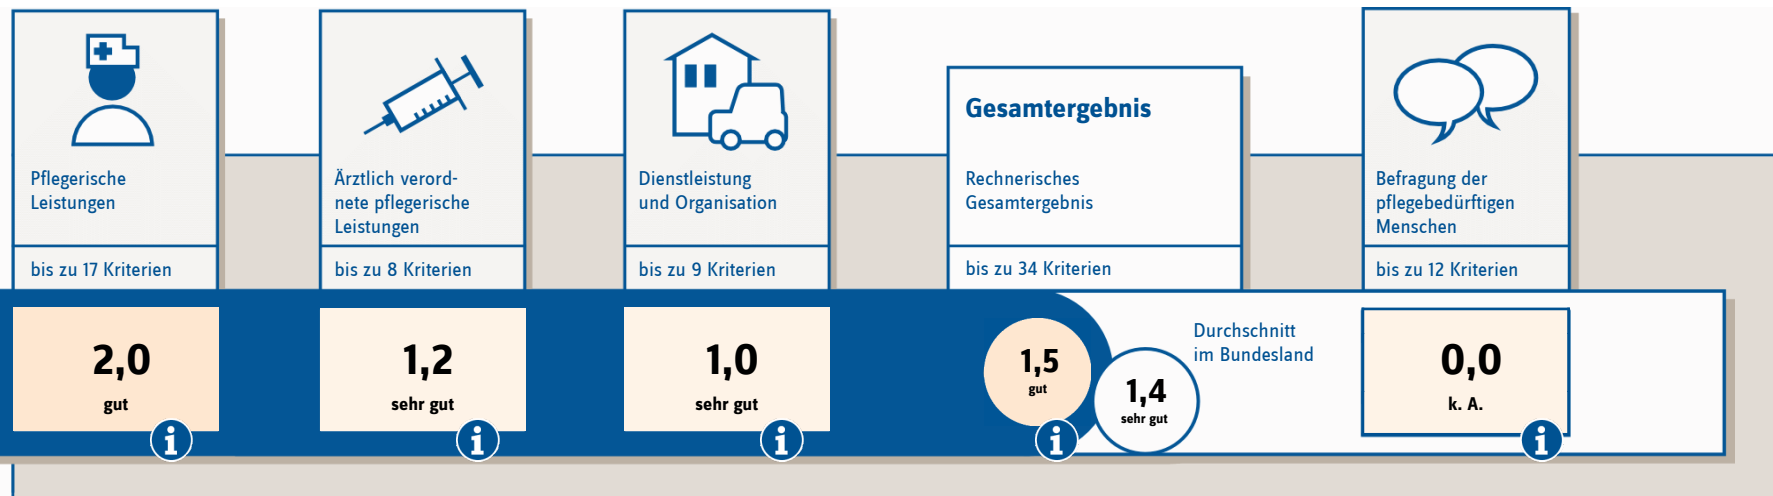 Pflegerische
Leistungen
bis zu 17 Kriterien
2,0
gut
i
Ärztlich verord-
nete pflegerische
Leistungen
bis zu 8 Kriterien
1,2
sehr gut
i
Dienstleistung
und Organisation
bis zu 9 Kriterien
1,0
sehr gut
i
Gesamtergebnis
Rechnerisches
Gesamtergebnis
bis zu 34 Kriterien
1,5
gut
i
Durchschnitt
im Bundesland
1,4
sehr gut
Befragung der
pflegebedürftigen
Menschen
bis zu 12 Kriterien
0,0
k. A.
i